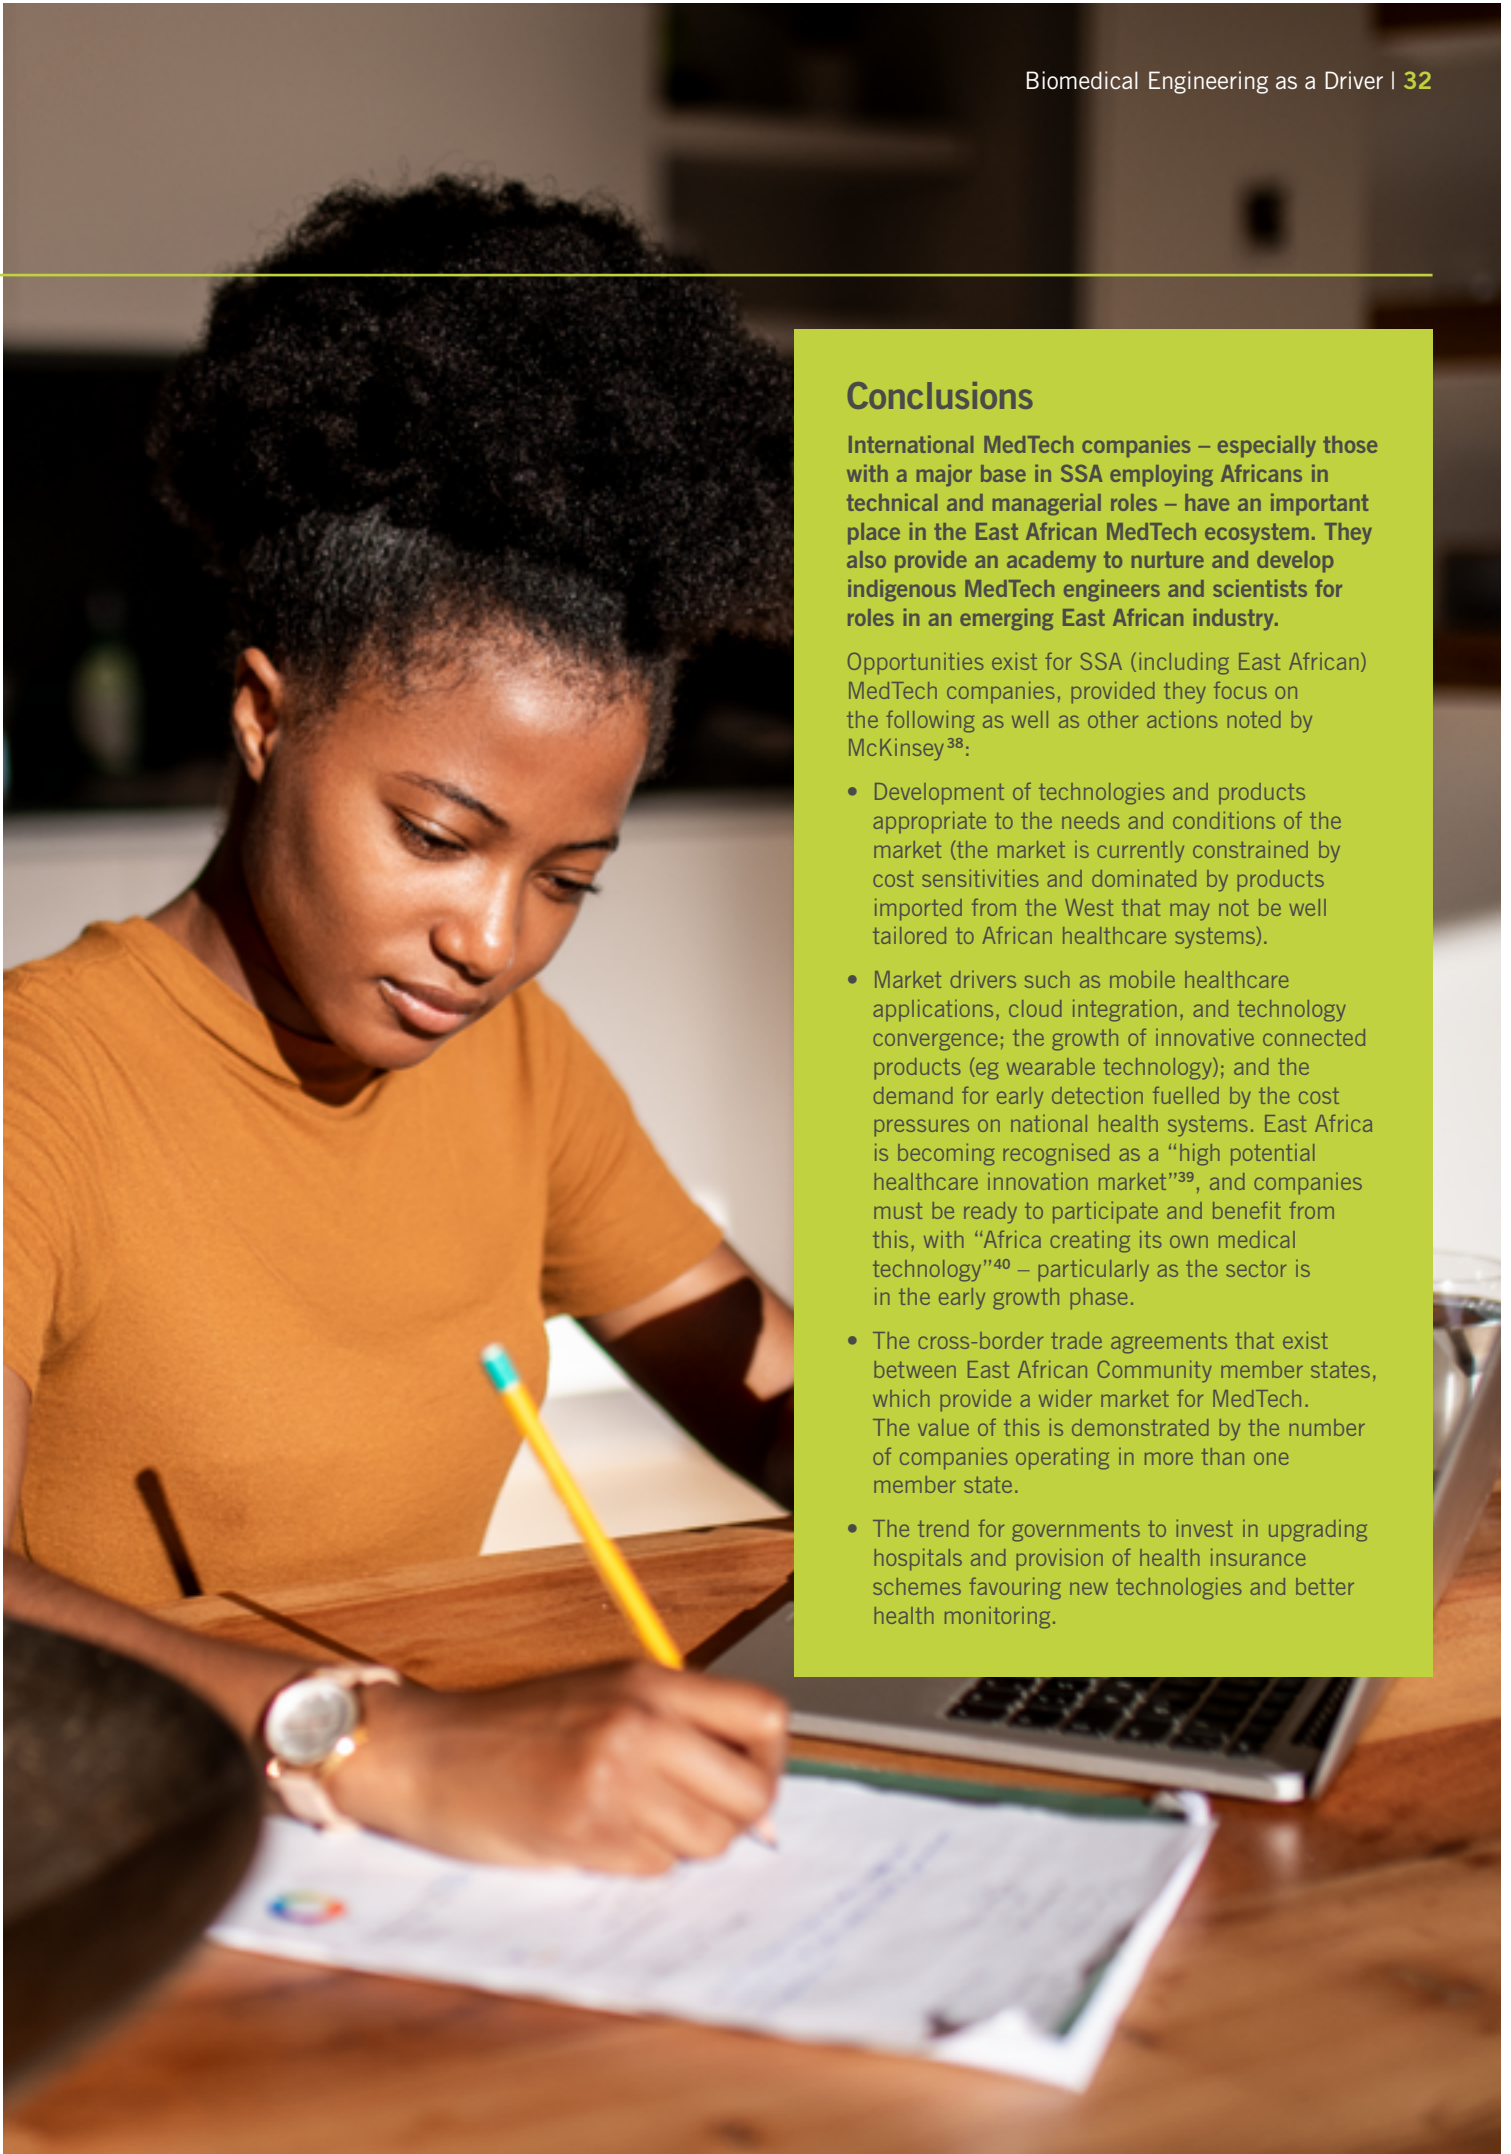 Biomedical Engineering as a Driver | 32
Conclusions
International MedTech companies – especially those
with a major base in SSA employing Africans in
technical and managerial roles – have an important
place in the East African MedTech ecosystem. They
also provide an academy to nurture and develop
indigenous MedTech engineers and scientists for
roles in an emerging East African industry.
Opportunities exist for SSA (including East African)
MedTech companies, provided they focus on
the following as well as other actions noted by
McKinsey³⁸:
• Development of technologies and products
appropriate to the needs and conditions of the
market (the market is currently constrained by
cost sensitivities and dominated by products
imported from the West that may not be well
tailored to African healthcare systems).
• Market drivers such as mobile healthcare
applications, cloud integration, and technology
convergence; the growth of innovative connected
products (eg wearable technology); and the
demand for early detection fuelled by the cost
pressures on national health systems. East Africa
is becoming recognised as a “high potential
healthcare innovation market”³⁹, and companies
must be ready to participate and benefit from
this, with “Africa creating its own medical
technology”⁴⁰ – particularly as the sector is
in the early growth phase.
• The cross-border trade agreements that exist
between East African Community member states,
which provide a wider market for MedTech.
The value of this is demonstrated by the number
of companies operating in more than one
member state.
• The trend for governments to invest in upgrading
hospitals and provision of health insurance
schemes favouring new technologies and better
health monitoring.